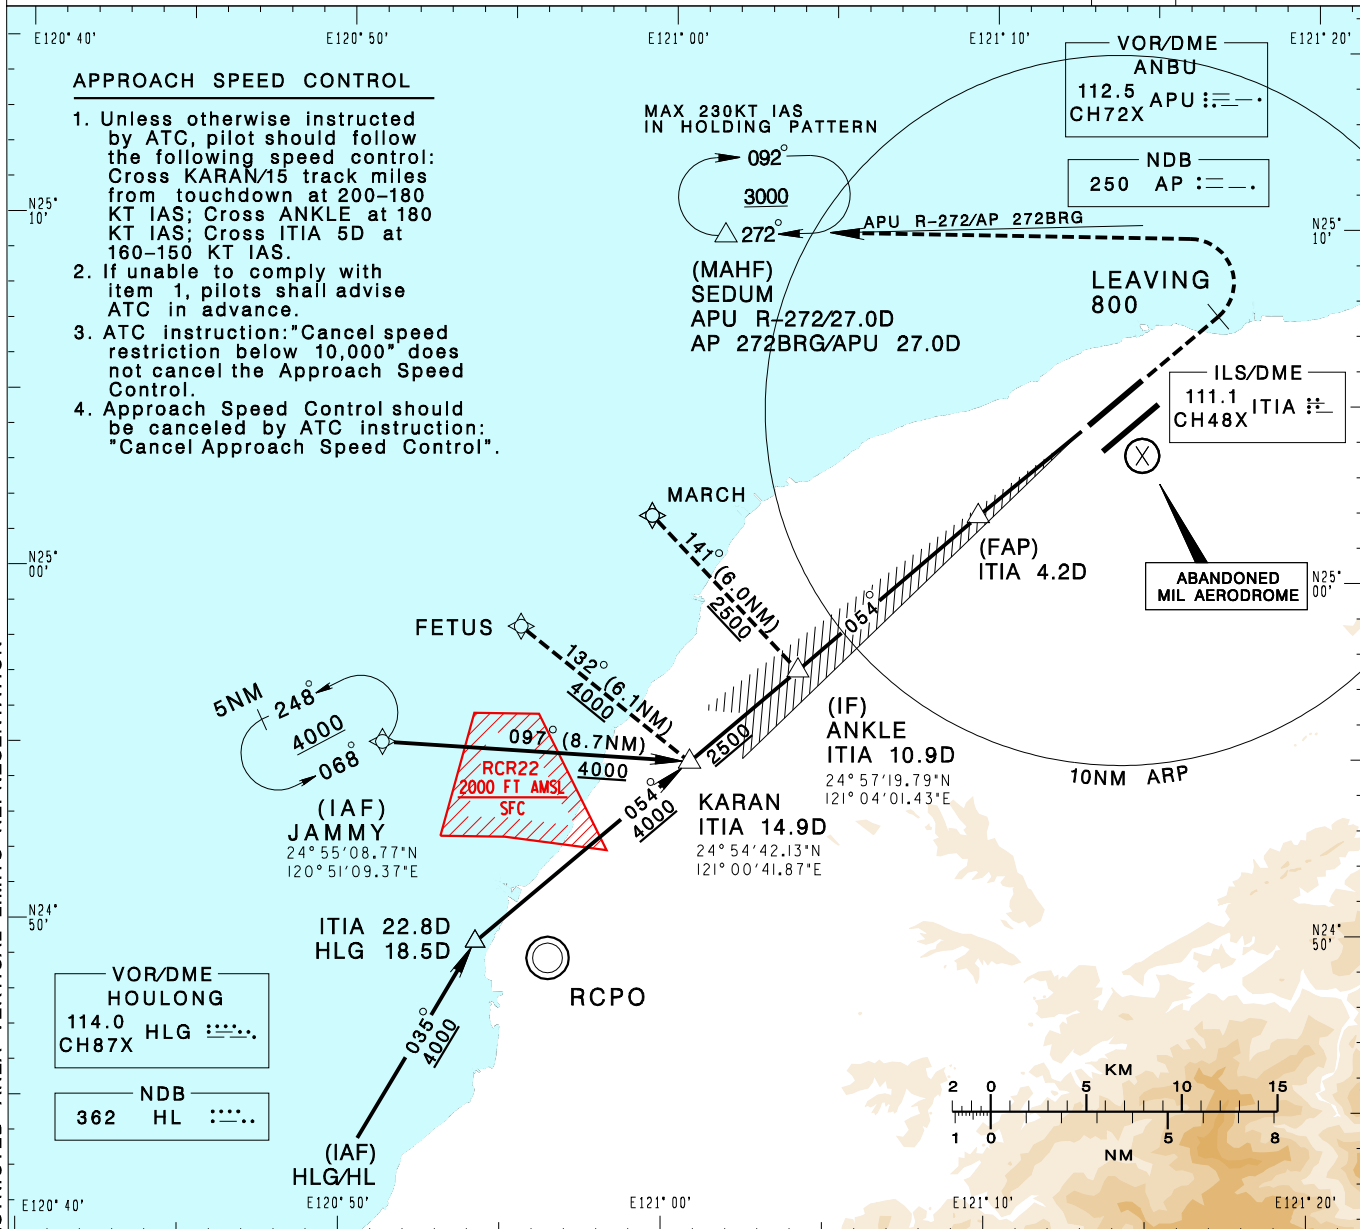 E120° 40'
E120° 50'
E121° 00'
E121° 10'
E121° 20'
APPROACH SPEED CONTROL
1. Unless otherwise instructed
by ATC, pilot should follow
the following speed control:
Cross KARAN/15 track miles
from touchdown at 200–180
KT IAS; Cross ANKLE at 180
KT IAS; Cross ITIA 5D at
160–150 KT IAS.
2. If unable to comply with
item 1, pilots shall advise
ATC in advance.
3. ATC instruction:"Cancel speed
restriction below 10,000" does
not cancel the Approach Speed
Control.
4. Approach Speed Control should
be canceled by ATC instruction:
"Cancel Approach Speed Control".
MAX 230KT IAS
IN HOLDING PATTERN
092°
3000
272°
(MAHF)
SEDUM
APU R–272/27.0D
AP 272BRG/APU 27.0D
APU R–272/AP 272BRG
VOR/DME
ANBU
112.5
CH72X
APU
NDB
250 AP
N25°
10'
N25°
10'
LEAVING
800
ILS/DME
111.1
CH48X
ITIA
MARCH
141° (6.0NM)
2500
(FAP)
ITIA 4.2D
ABANDONED
MIL AERODROME
N25°
00'
N25°
00'
054°
FETUS
132° (6.1NM)
4000
5NM
248°
4000
068°
(IAF)
JAMMY
24°55'08.77"N
120°51'09.37"E
097° (8.7NM)
4000
RCR22
2000 FT AMSL
SFC
2500
(IF)
ANKLE
ITIA 10.9D
24°57'19.79"N
121°04'01.43"E
10NM ARP
054°
4000
KARAN
ITIA 14.9D
24°54'42.13"N
121°00'41.87"E
N24°
50'
N24°
50'
ITIA 22.8D
HLG 18.5D
RCPO
VOR/DME
HOULONG
114.0
CH87X
HLG
NDB
362 HL
035°
4000
(IAF)
HLG/HL
KM
2 0 5 10 15
1 0 5 8
NM
E120° 40'
E120° 50'
E121° 00'
E121° 10'
E121° 20'